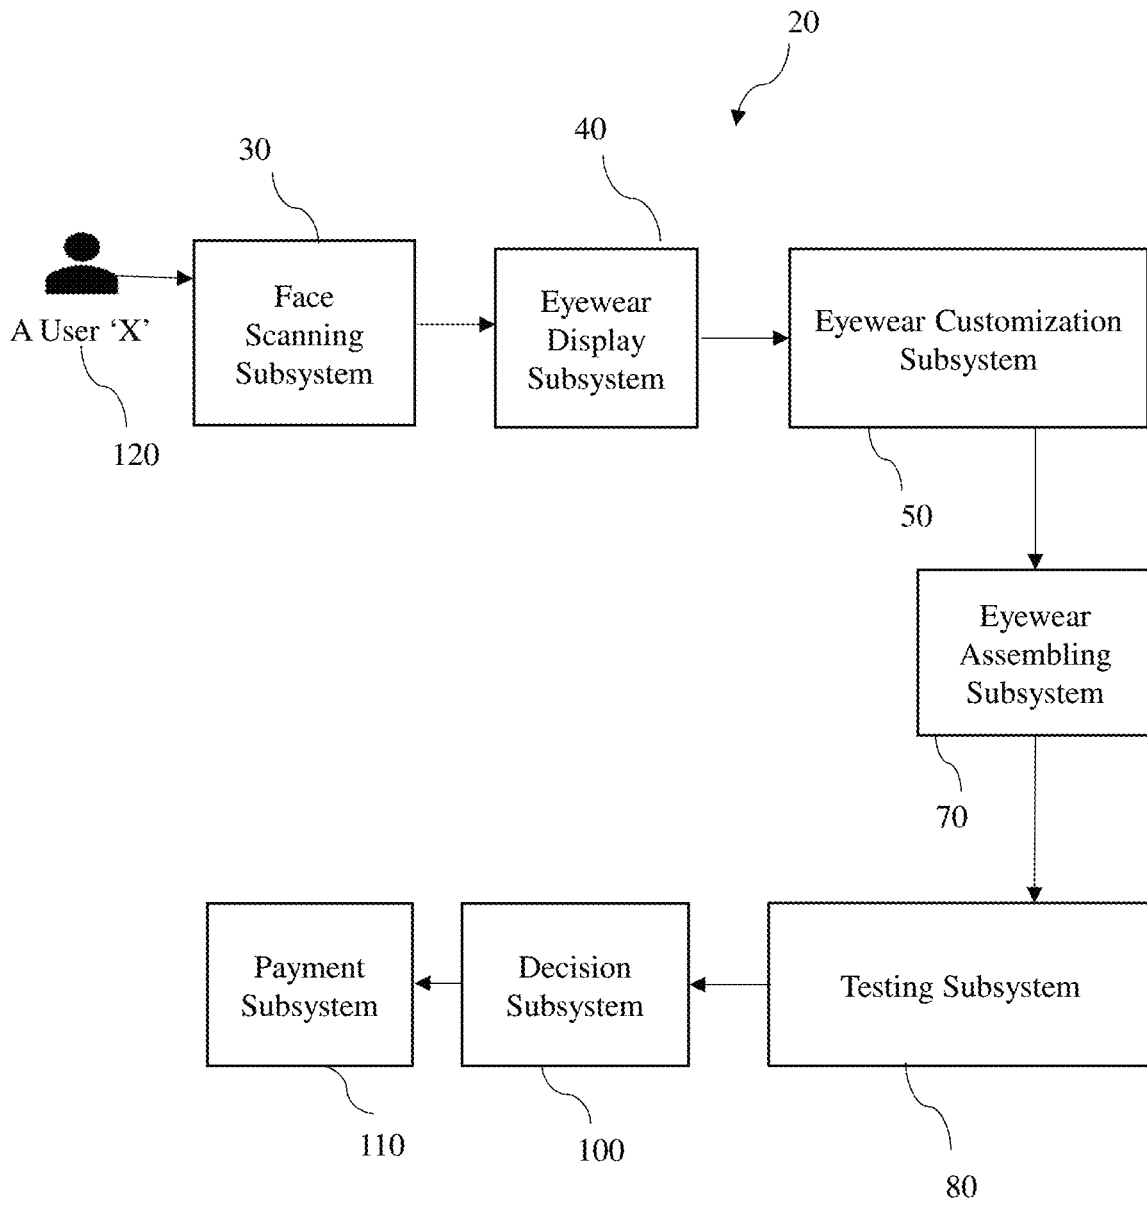 20
40
30
Face
Scanning
Subsystem
Eyewear
Display
Subsystem
Eyewear Customization
Subsystem
A User ‘X’
120
50
Eyewear
Assembling
Subsystem
70
Payment
Subsystem
Decision
Subsystem
Testing Subsystem
110
100
80